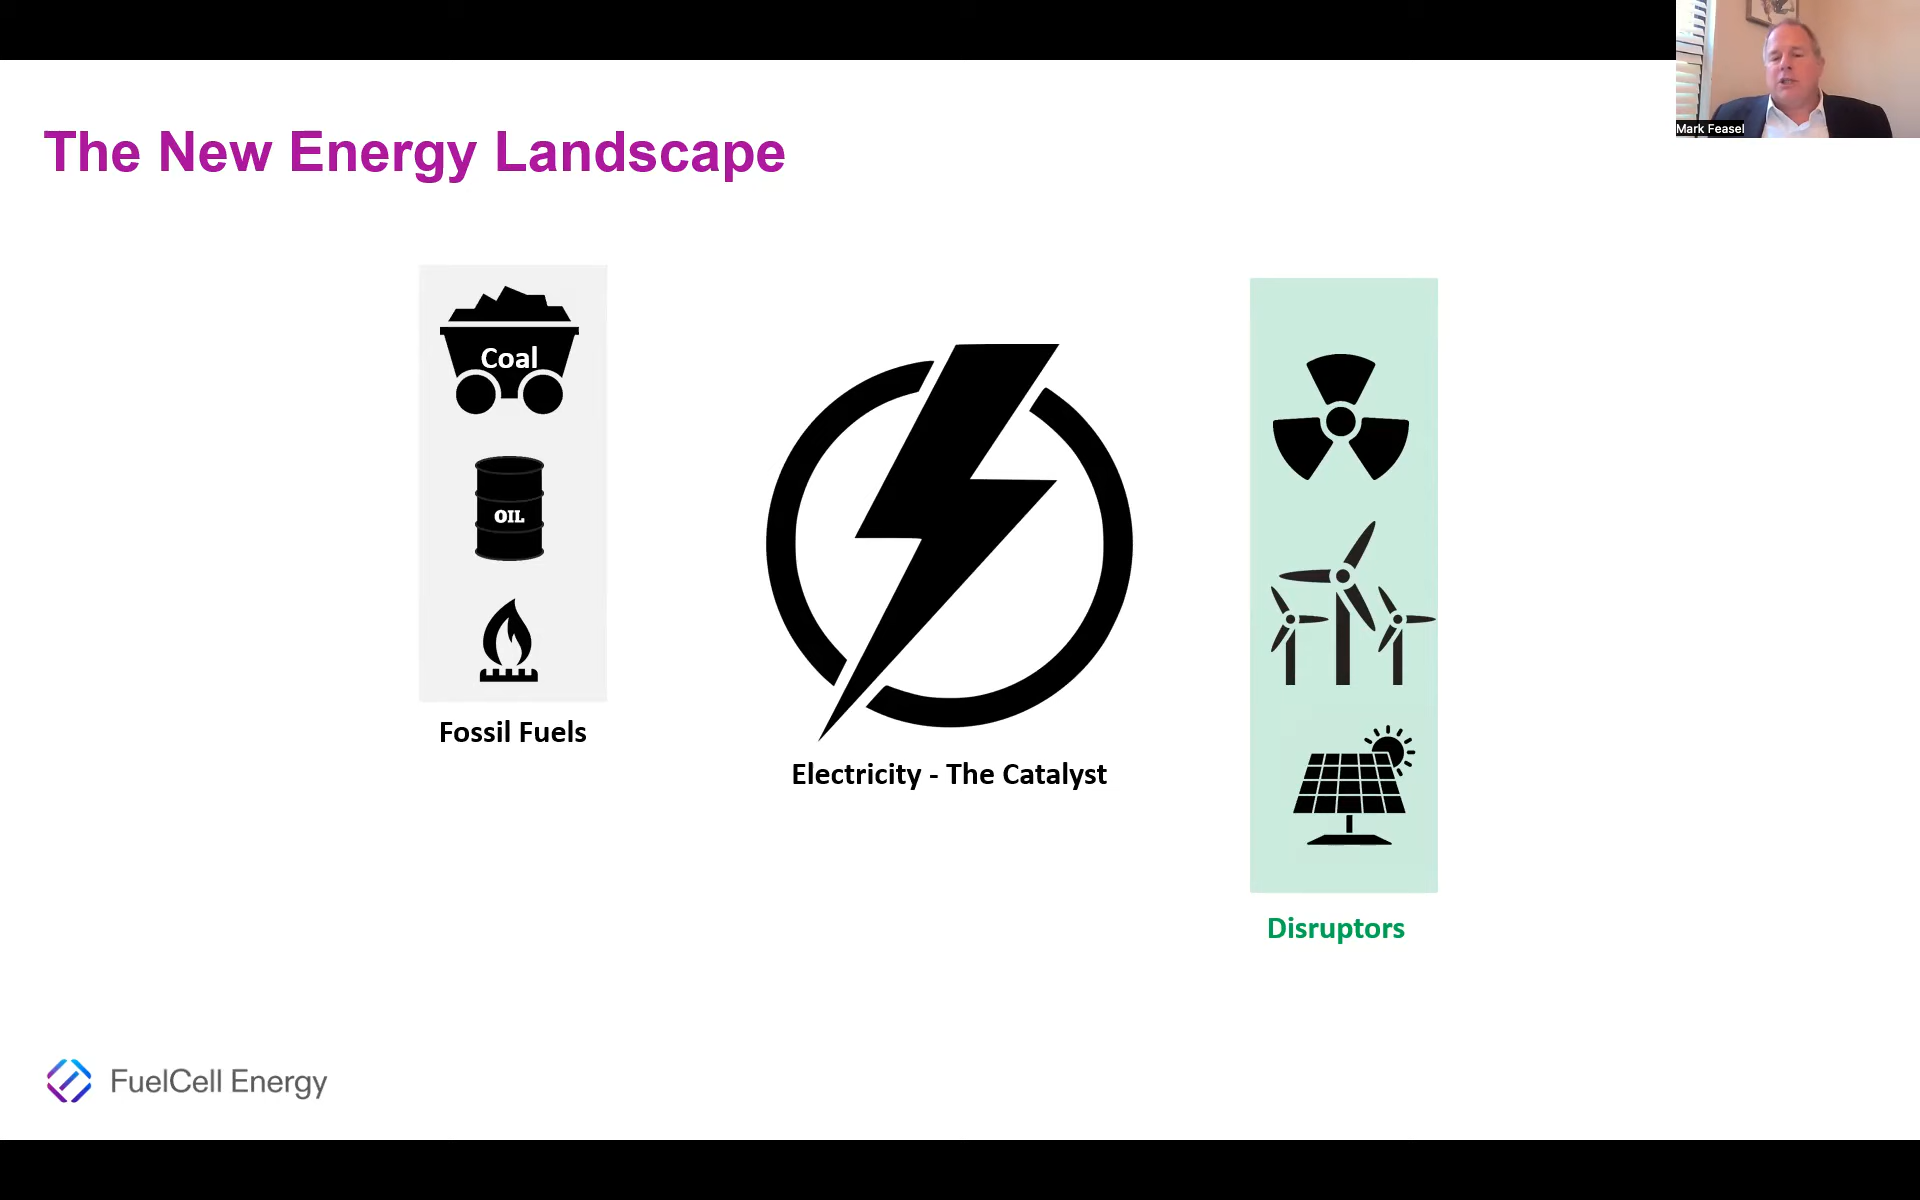 Mark Feasel
The New Energy Landscape
Coal
OIL
Fossil Fuels
Electricity - The Catalyst
Disruptors
FuelCell Energy